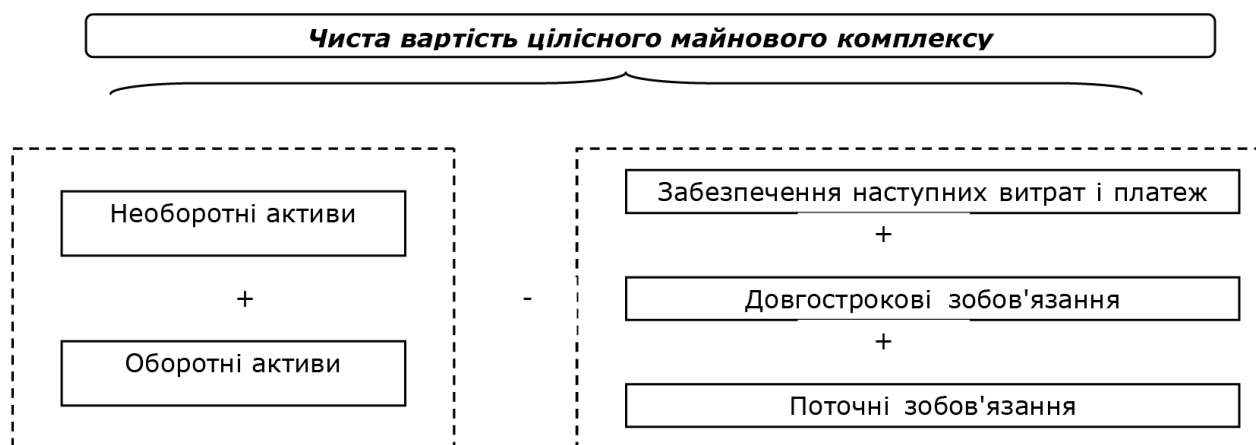 Чиста вартість цілісного майнового комплексу
Необоротні активи
+
Оборотні активи
-
Забезпечення наступних витрат і платеж
+
Довгострокові зобов'язання
+
Поточні зобов'язання